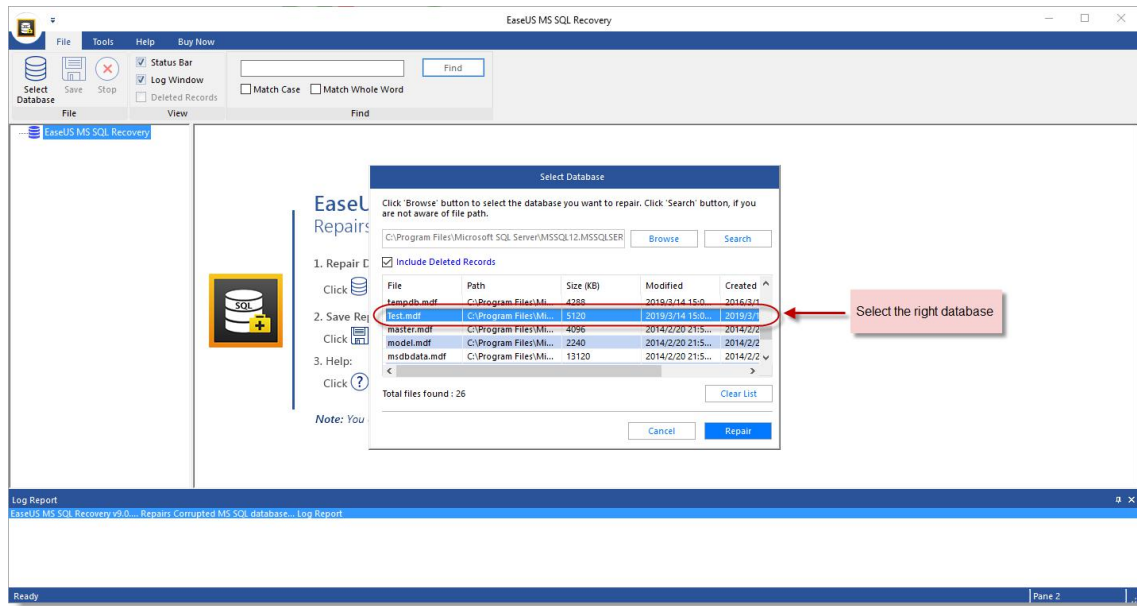 EaseUS MS SQL Recovery
File Tools Help Buy Now
Select Database
Save
Stop
Status Bar
Log Window
Deleted Records
Find
Match Case Match Whole Word
File View Find
EaseUS MS SQL Recovery
Repairs
1. Repair
Click
2. Save
Click
3. Help:
Click ?
Note: You
SQL
Select Database
Click 'Browse' button to select the database you want to repair. Click 'Search' button, if you
are not aware of file path.
C:\Program Files\Microsoft SQL Server\MSSQL12.MSSQLSER Browse Search
Include Deleted Records
File Path Size (KB) Modified Created
tempdb.mdf C:\Program Files\Mi... 4288 2019/3/14 15:0... 2016/3/1
Test.mdf C:\Program Files\Mi... 5120 2019/3/14 15:0... 2019/3/1
master.mdf C:\Program Files\Mi... 4096 2014/2/20 21:5... 2014/2/2
model.mdf C:\Program Files\Mi... 2240 2014/2/20 21:5... 2014/2/2
msdbdata.mdf C:\Program Files\Mi... 13120 2014/2/20 21:5... 2014/2/2
Total files found : 26 Clear List
Cancel Repair
Select the right database
Log Report
EaseUS MS SQL Recovery v9.0.... Repairs Corrupted MS SQL database... Log Report
Ready Pane 2